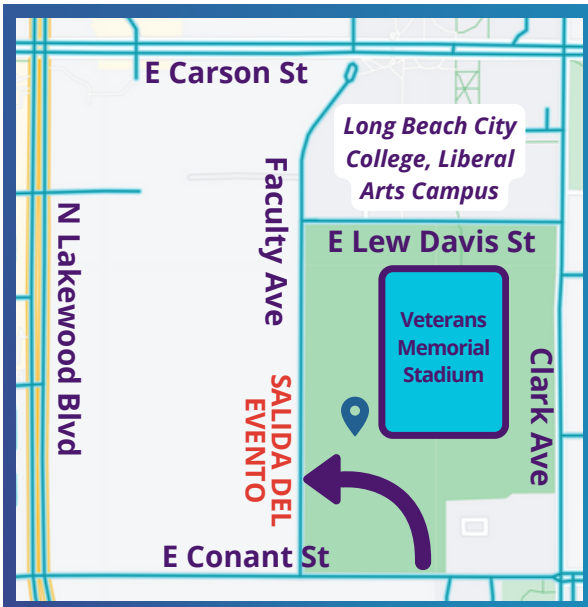 E Carson St
Long Beach City
College, Liberal
Arts Campus
Faculty Ave
N Lakewood Blvd
E Lew Davis St
Veterans
Memorial
Stadium
Clark Ave
SALIDA DEL
EVENTO
E Conant St